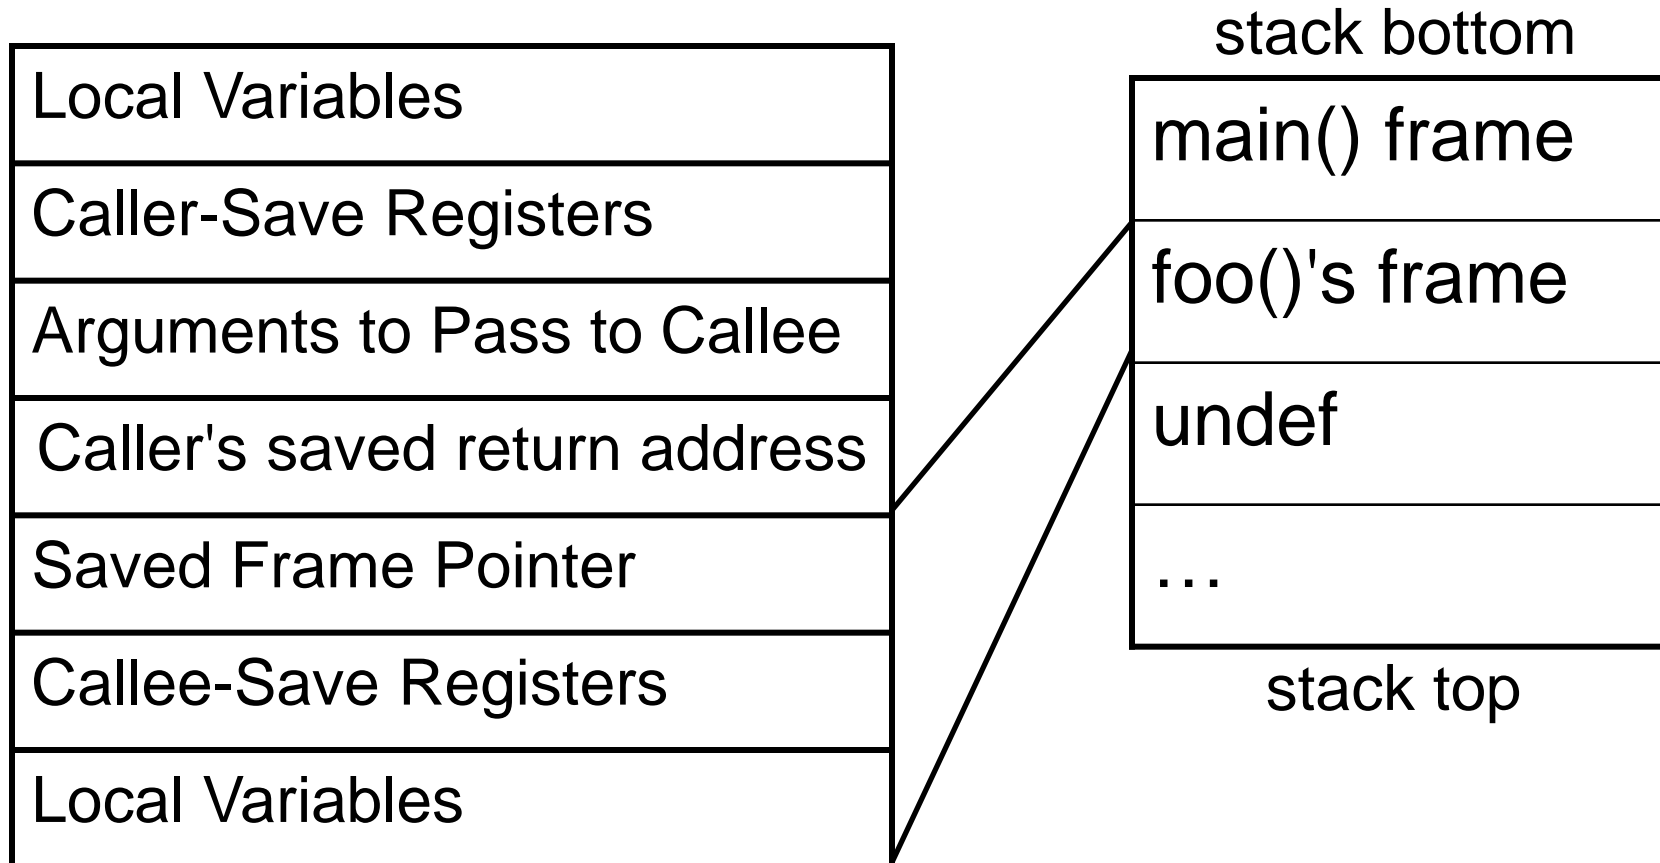 Local Variables
Caller-Save Registers
Arguments to Pass to Callee
Caller's saved return address
Saved Frame Pointer
Callee-Save Registers
Local Variables
stack bottom
main() frame
foo()'s frame
undef
…
stack top